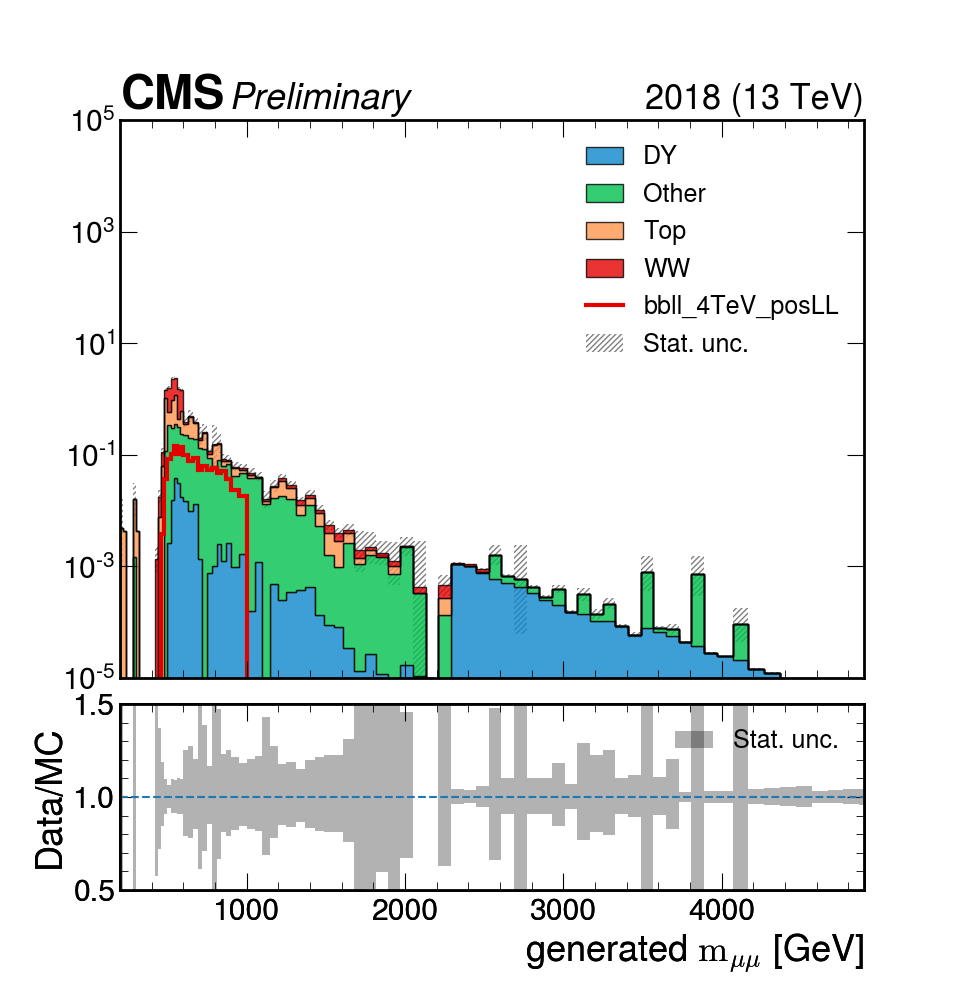 CMS Preliminary 2018 (13 TeV)
10^5
DY
Other
10^3
Top
WW
bbll_4TeV_posLL
10^1
Stat. unc.
10^-1
10^-3
10^-5
1.5
Stat. unc.
Data/MC
1.0
0.5
1000 2000 3000 4000
generated m_μμ [GeV]